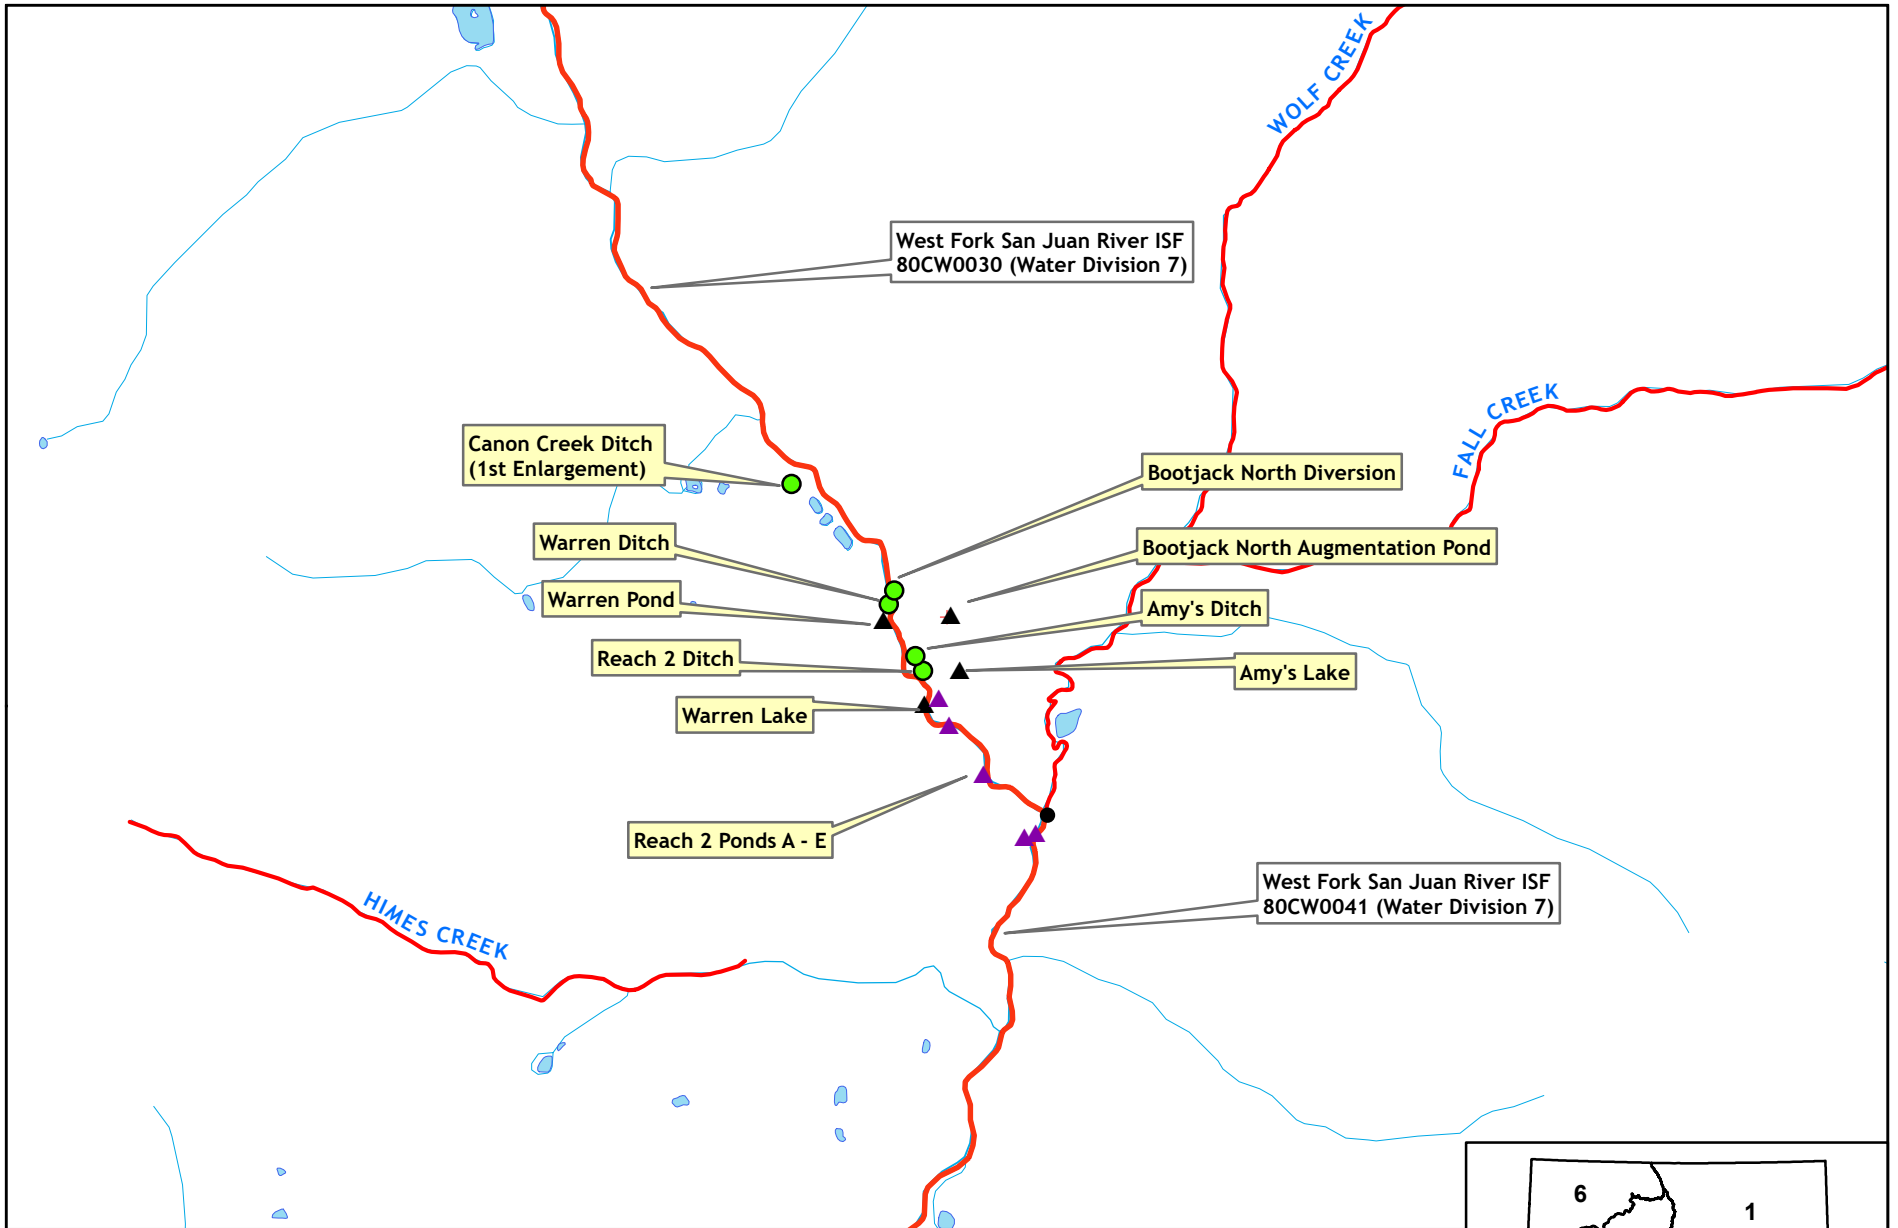 WOLF CREEK
West Fork San Juan River ISF
80CW0030 (Water Division 7)
FALL CREEK
Canon Creek Ditch
(1st Enlargement)
Bootjack North Diversion
Warren Ditch
Bootjack North Augmentation Pond
Warren Pond
Amy's Ditch
Reach 2 Ditch
Amy's Lake
Warren Lake
Reach 2 Ponds A - E
West Fork San Juan River ISF
80CW0041 (Water Division 7)
HIMES CREEK
6
1